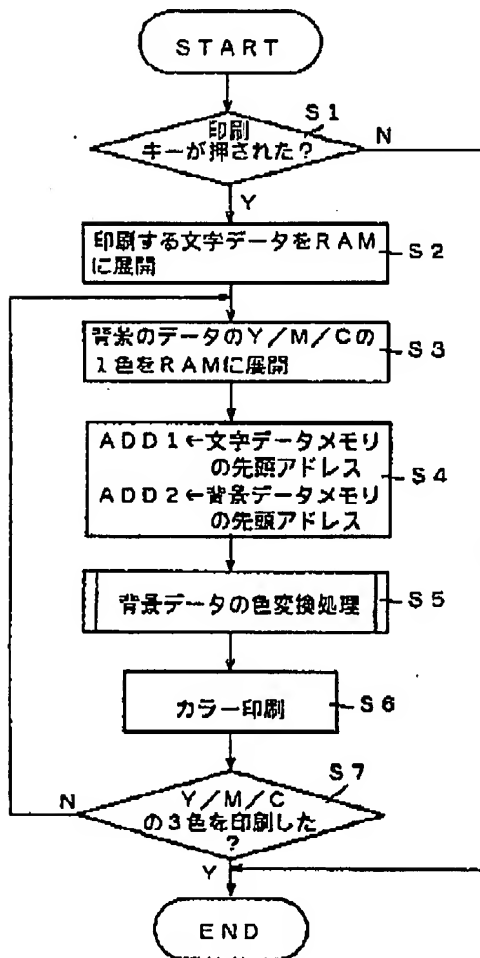 START
S1
印刷
キーが押された?
N
Y
印刷する文字データをRAM
に展開
S2
背景のデータのY/M/Cの
1色をRAMに展開
S3
ADD1←文字データメモリ
の先頭アドレス
ADD2←背景データメモリ
の先頭アドレス
S4
背景データの色変換処理
S5
カラー印刷
S6
S7
N
Y/M/C
の3色を印刷した
?
Y
END